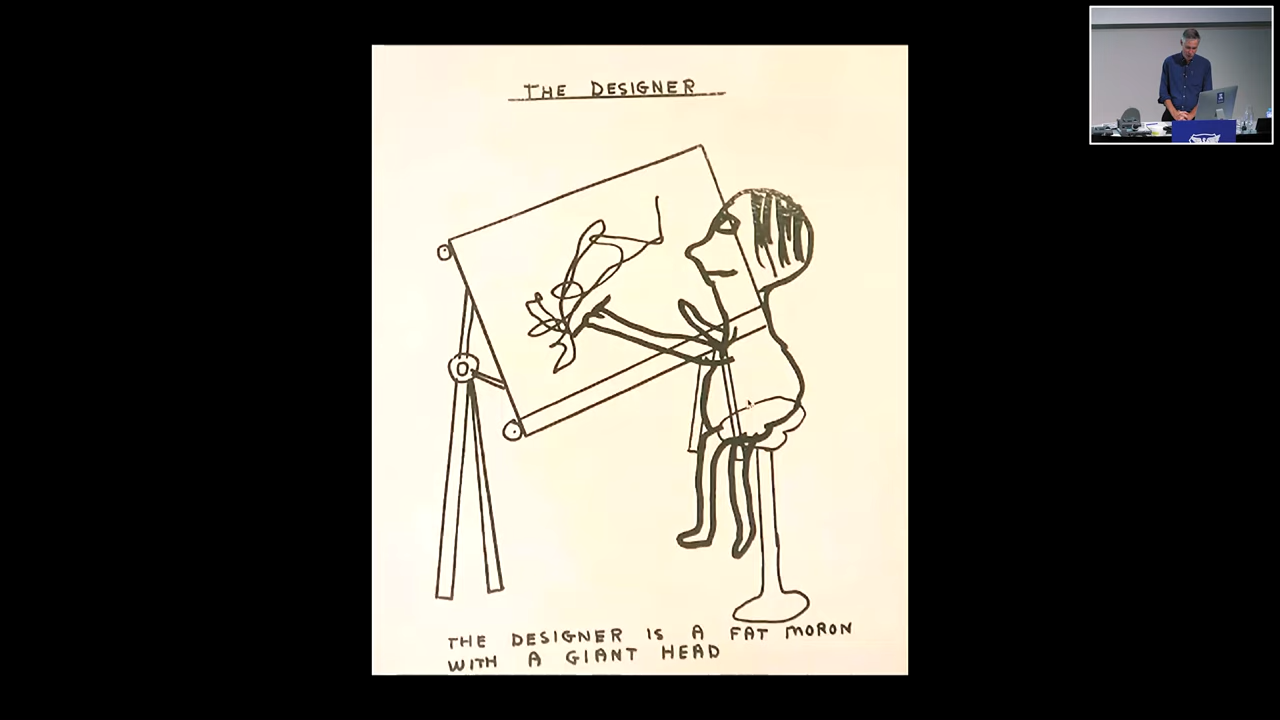 THE DESIGNER
THE DESIGNER IS A FAT MORON
WITH A GIANT HEAD